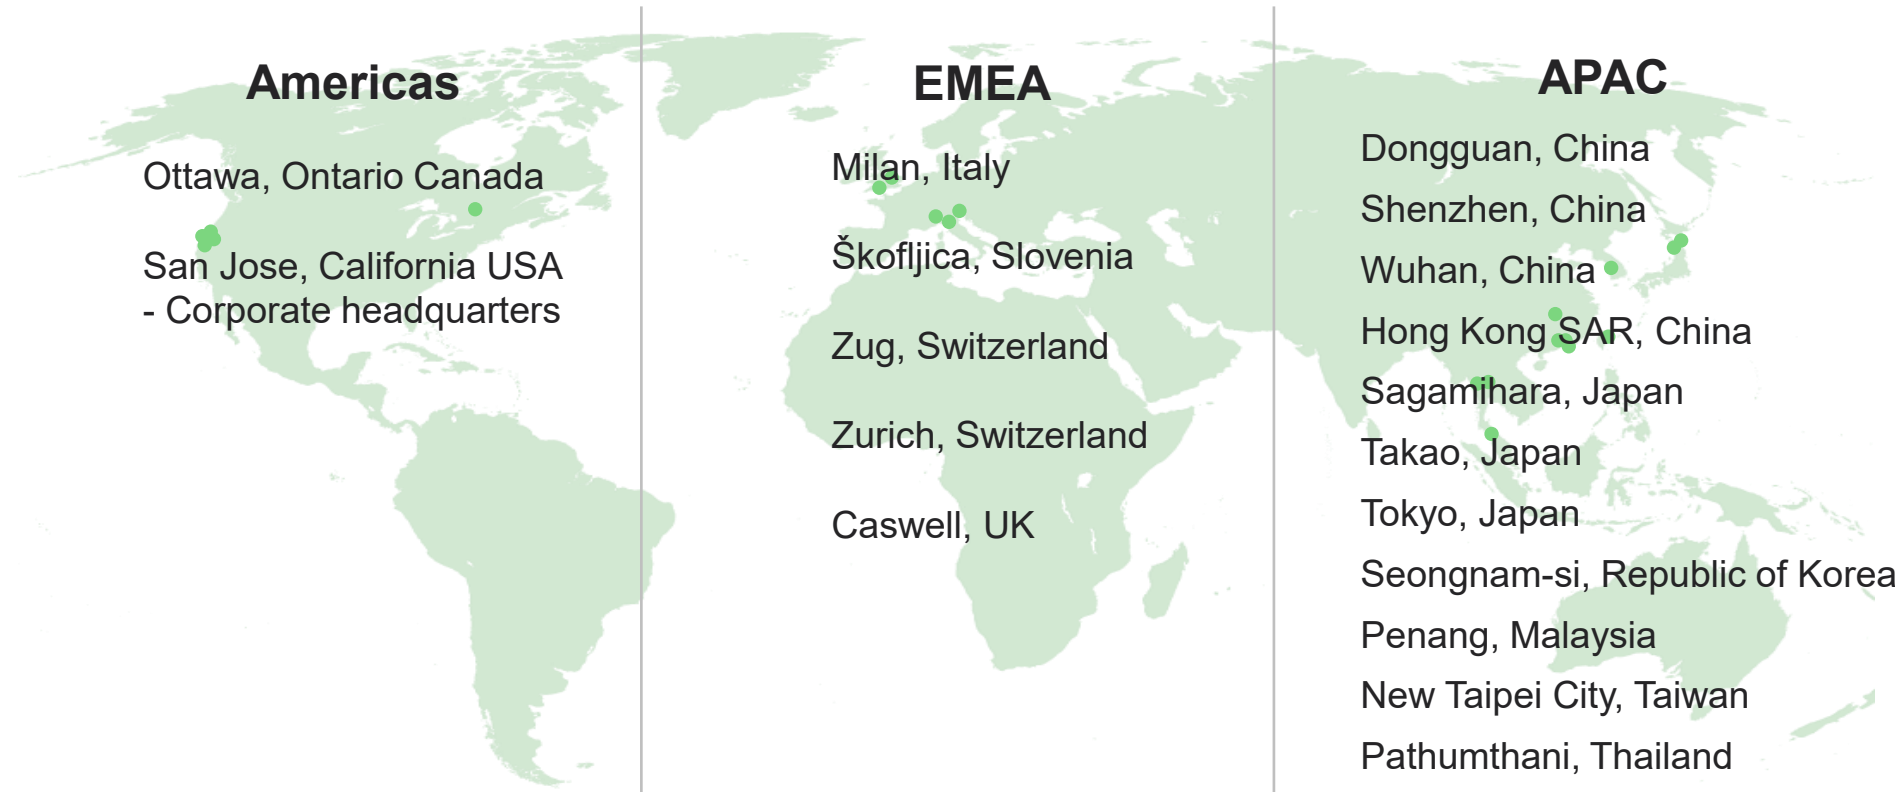 Americas
Ottawa, Ontario Canada
San Jose, California USA
- Corporate headquarters
EMEA
Milan, Italy
Škofljica, Slovenia
Zug, Switzerland
Zurich, Switzerland
Caswell, UK
APAC
Dongguan, China
Shenzhen, China
Wuhan, China
Hong Kong SAR, China
Sagamihara, Japan
Takao, Japan
Tokyo, Japan
Seongnam-si, Republic of Korea
Penang, Malaysia
New Taipei City, Taiwan
Pathumthani, Thailand